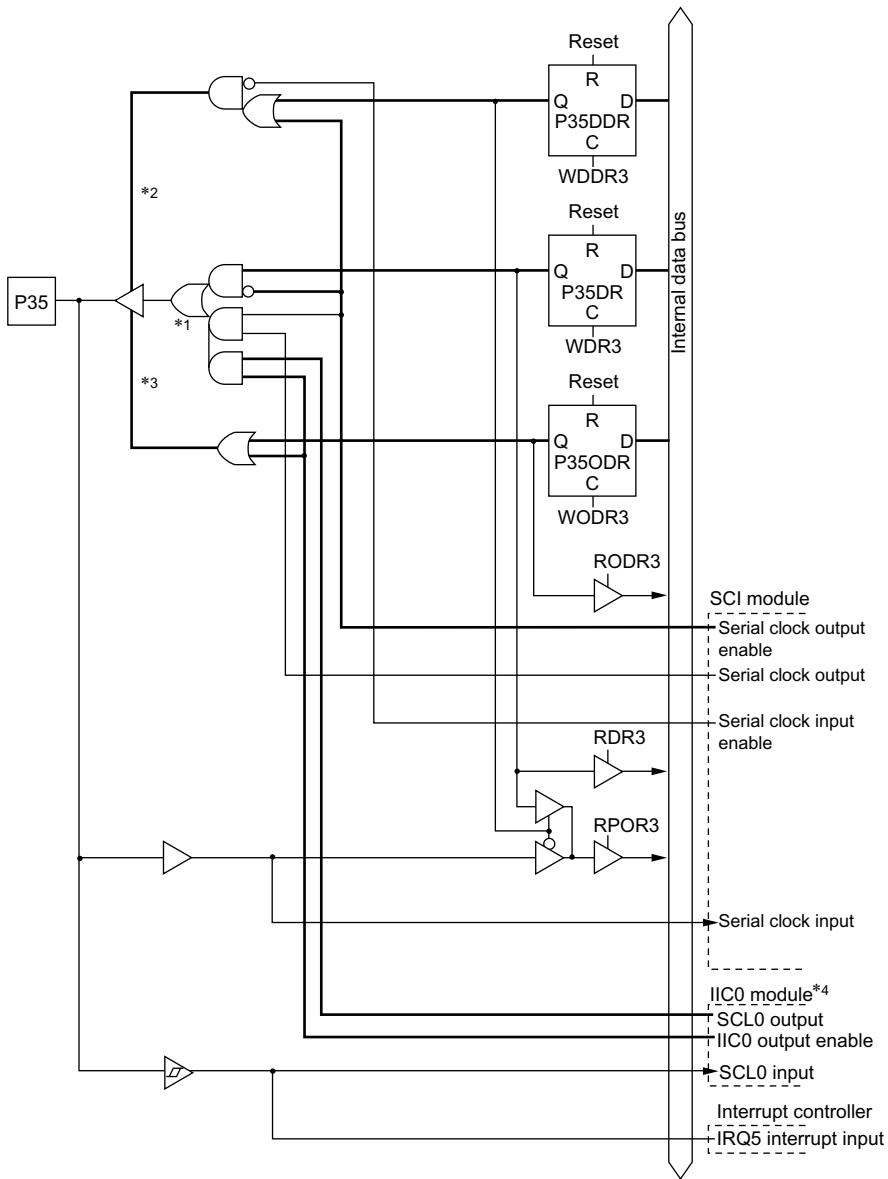 Reset
R
Q D
P35DDR
C
WDDR3
*2
Reset
R
Q D
P35DR
C
WDR3
Internal data bus
P35
*1
*3
Reset
R
Q D
P35ODR
C
WODR3
RODR3
SCI module
Serial clock output
enable
Serial clock output
Serial clock input
enable
RDR3
RPOR3
Serial clock input
IIC0 module*4
SCL0 output
IIC0 output enable
SCL0 input
Interrupt controller
IRQ5 interrupt input